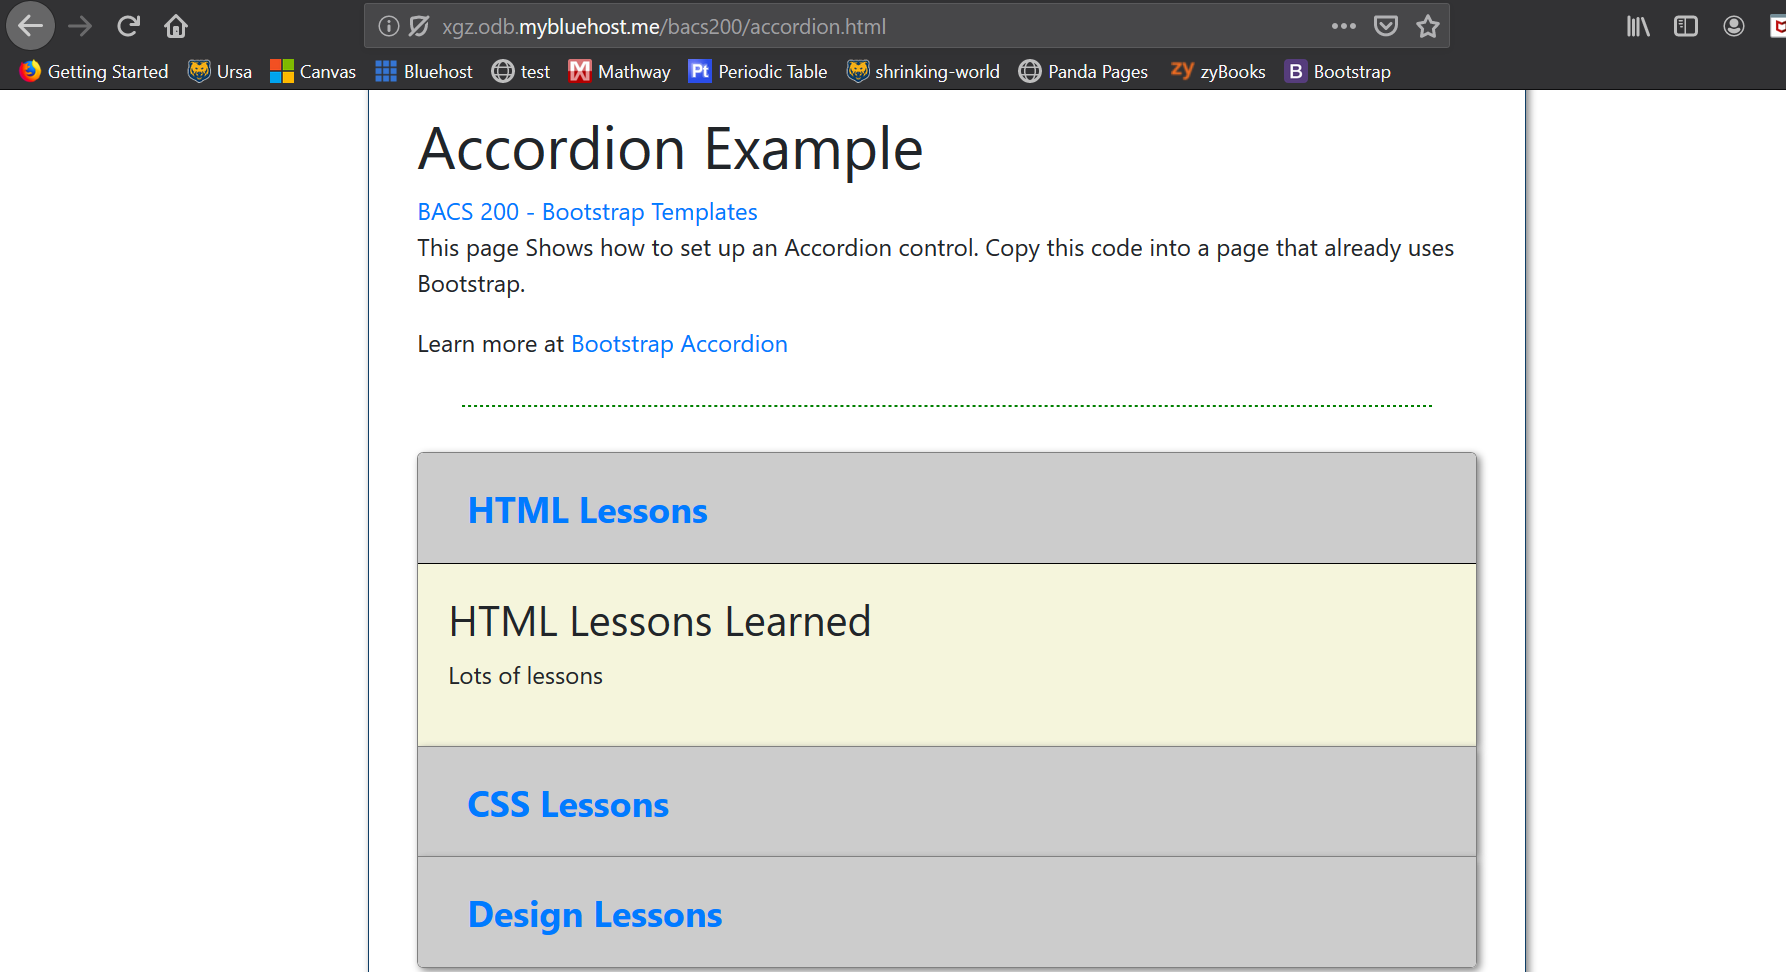 xgz.odb.mybluehost.me/bacs200/accordion.html
Getting Started Ursa Canvas Bluehost test Mathway Pt Periodic Table shrinking-world Panda Pages zy zyBooks B Bootstrap
Accordion Example
BACS 200 - Bootstrap Templates
This page Shows how to set up an Accordion control. Copy this code into a page that already uses
Bootstrap.
Learn more at Bootstrap Accordion
HTML Lessons
HTML Lessons Learned
Lots of lessons
CSS Lessons
Design Lessons